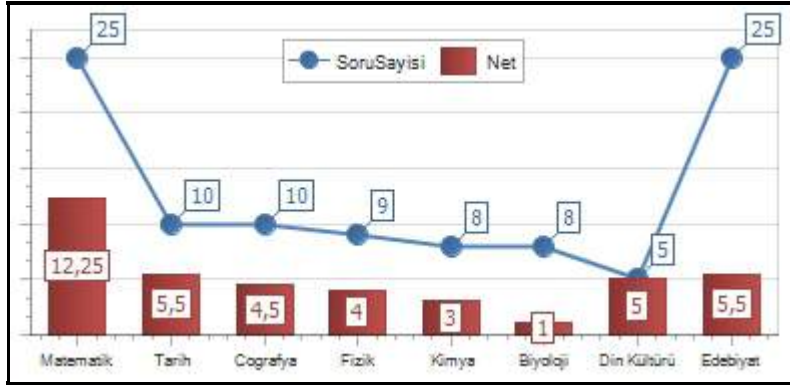 25
25
SoruSayisi
Net
10
10
9
8
8
5
12,25
5,5
4,5
4
3
1
5
5,5
Matematik
Tarih
Cografya
Fizik
Kimya
Biyoloji
Din Kültürü
Edebiyat